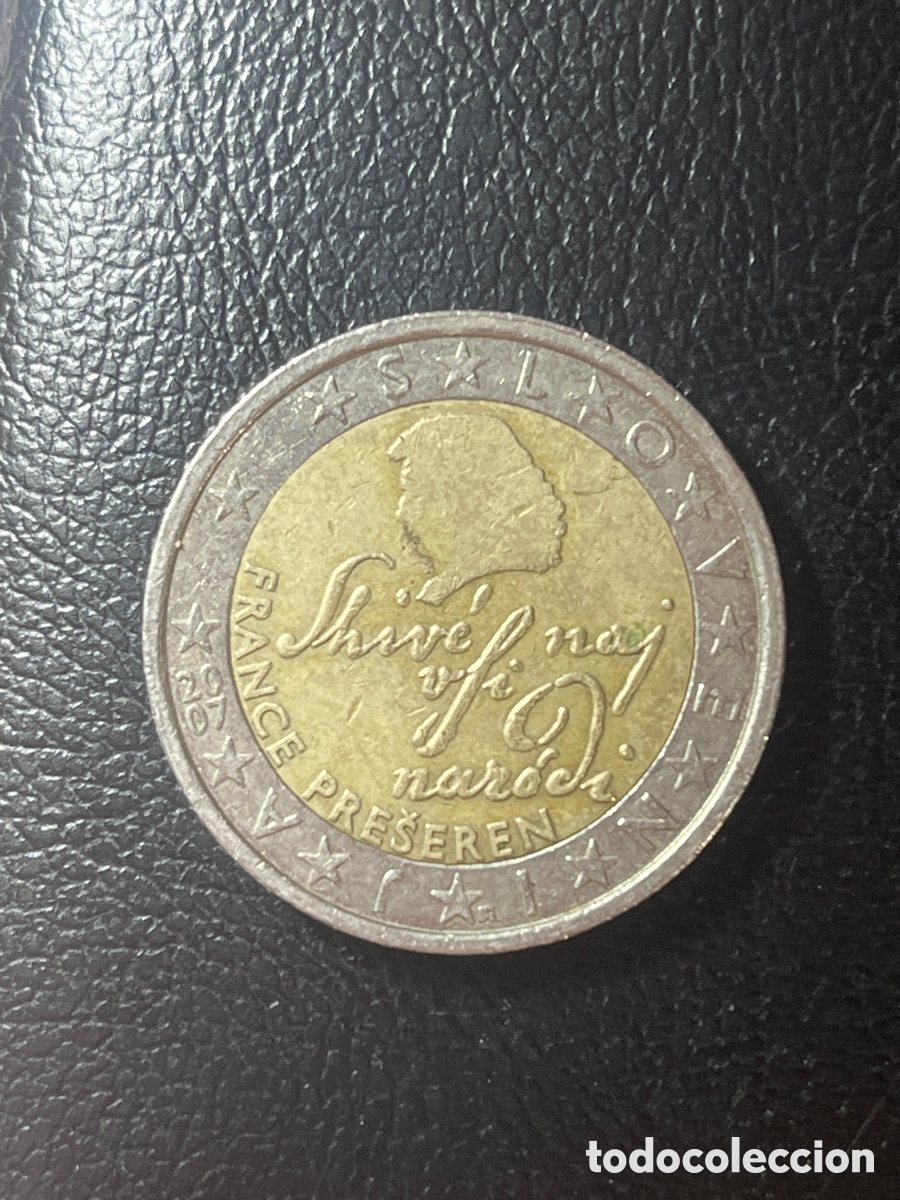 SLOVENIJA
2007
FRANCE PREŠEREN
Shivé naj
vſi
naródi
todocoleccion